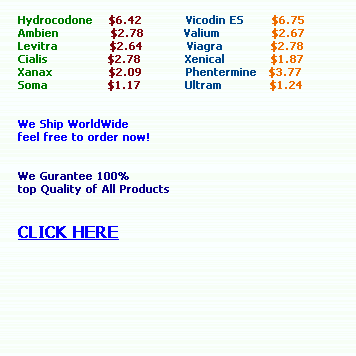 Hydrocodone $6.42 Vicodin ES $6.75
Ambien $2.78 Valium $2.67
Levitra $2.64 Viagra $2.78
Cialis $2.78 Xenical $1.87
Xanax $2.09 Phentermine $3.77
Soma $1.17 Ultram $1.24
We Ship WorldWide
feel free to order now!
We Gurantee 100%
top Quality of All Products
CLICK HERE